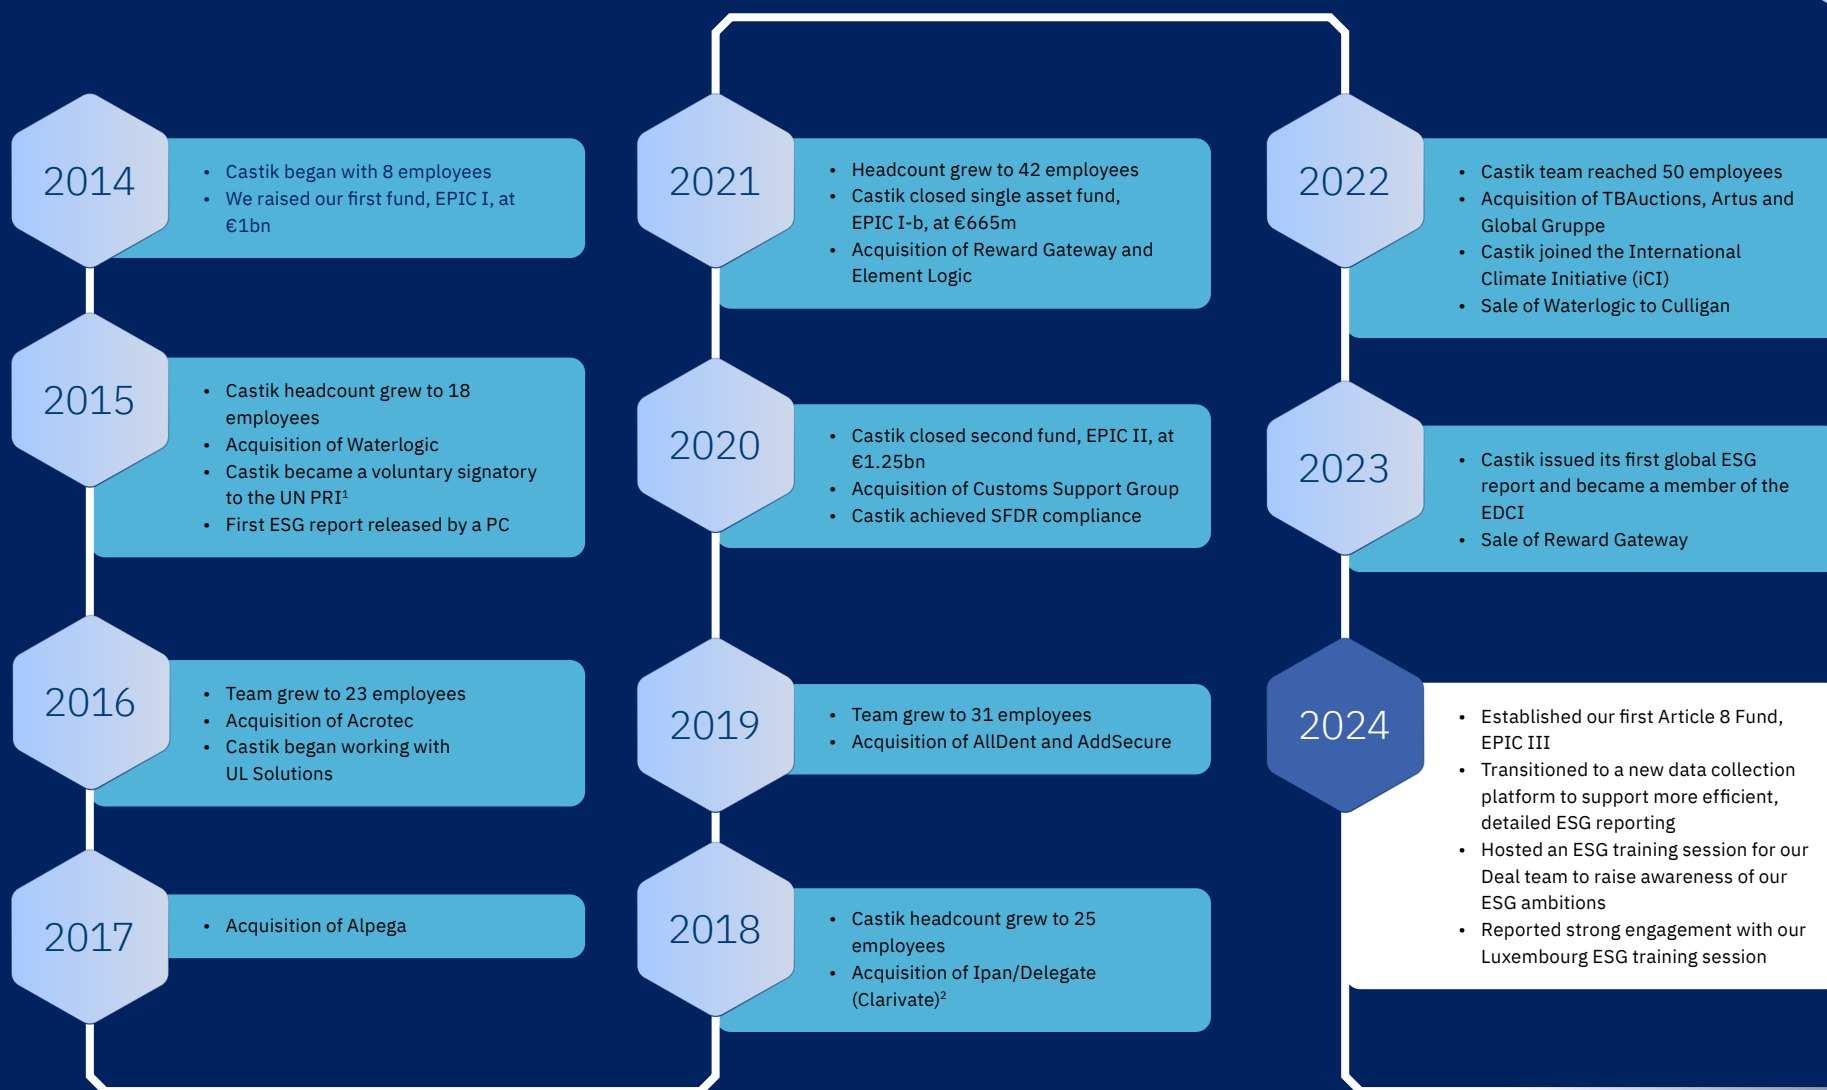 2014
• Castik began with 8 employees
• We raised our first fund, EPIC I, at
€1bn
2015
• Castik headcount grew to 18
employees
• Acquisition of Waterlogic
• Castik became a voluntary signatory
to the UN PRI¹
• First ESG report released by a PC
2016
• Team grew to 23 employees
• Acquisition of Acrotec
• Castik began working with
UL Solutions
2017
• Acquisition of Alpega
2018
• Castik headcount grew to 25
employees
• Acquisition of Ipan/Delegate
(Clarivate)²
2019
• Team grew to 31 employees
• Acquisition of AllDent and AddSecure
2020
• Castik closed second fund, EPIC II, at
€1.25bn
• Acquisition of Customs Support Group
• Castik achieved SFDR compliance
2021
• Headcount grew to 42 employees
• Castik closed single asset fund,
EPIC I-b, at €665m
• Acquisition of Reward Gateway and
Element Logic
2022
• Castik team reached 50 employees
• Acquisition of TBAuctions, Artus and
Global Gruppe
• Castik joined the International
Climate Initiative (iCI)
• Sale of Waterlogic to Culligan
2023
• Castik issued its first global ESG
report and became a member of the
EDCI
• Sale of Reward Gateway
2024
• Established our first Article 8 Fund,
EPIC III
• Transitioned to a new data collection
platform to support more efficient,
detailed ESG reporting
• Hosted an ESG training session for our
Deal team to raise awareness of our
ESG ambitions
• Reported strong engagement with our
Luxembourg ESG training session